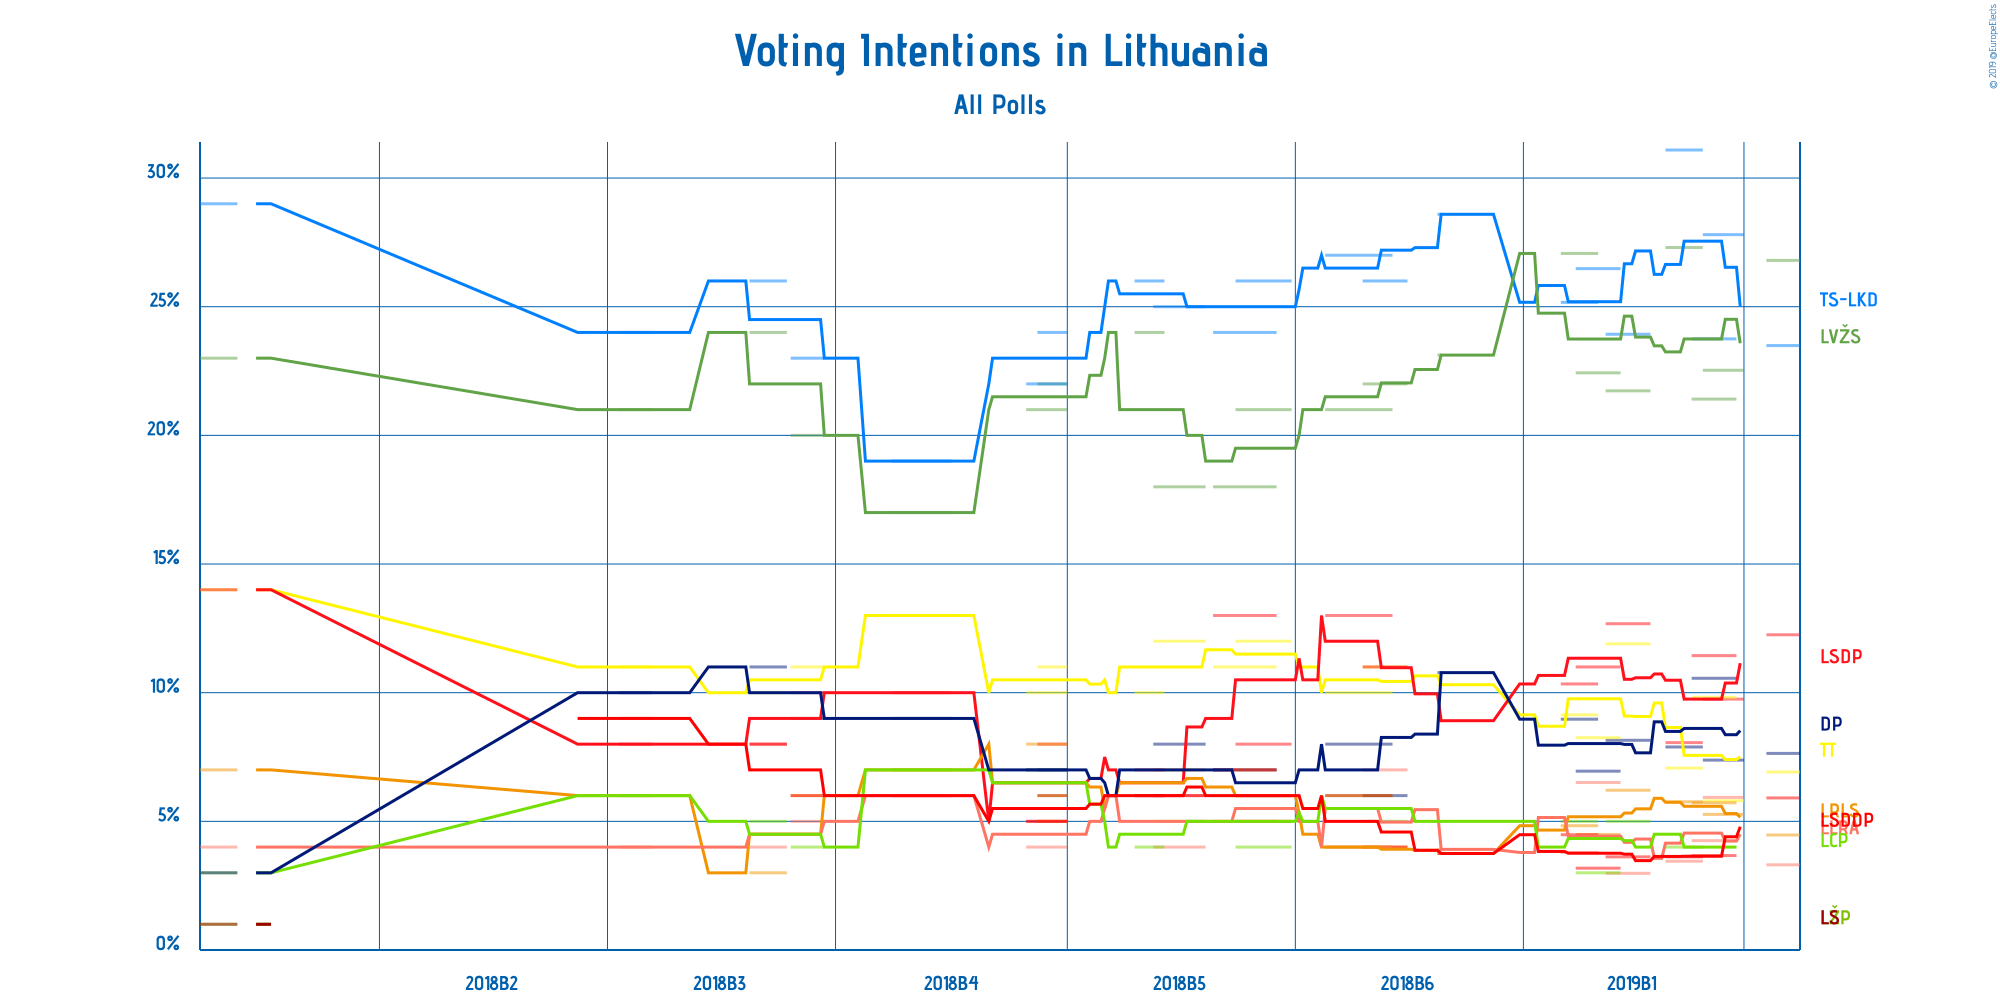 © 2019 @EuropeElects
Voting Intentions in Lithuania
All Polls
30%
25%
20%
15%
10%
5%
0%
TS-LKD
LVŽS
LSDP
DP
TT
LRLS
LSDDP
LLRA
LCP
LS
ŽP
2018B2
2018B3
2018B4
2018B5
2018B6
2019B1